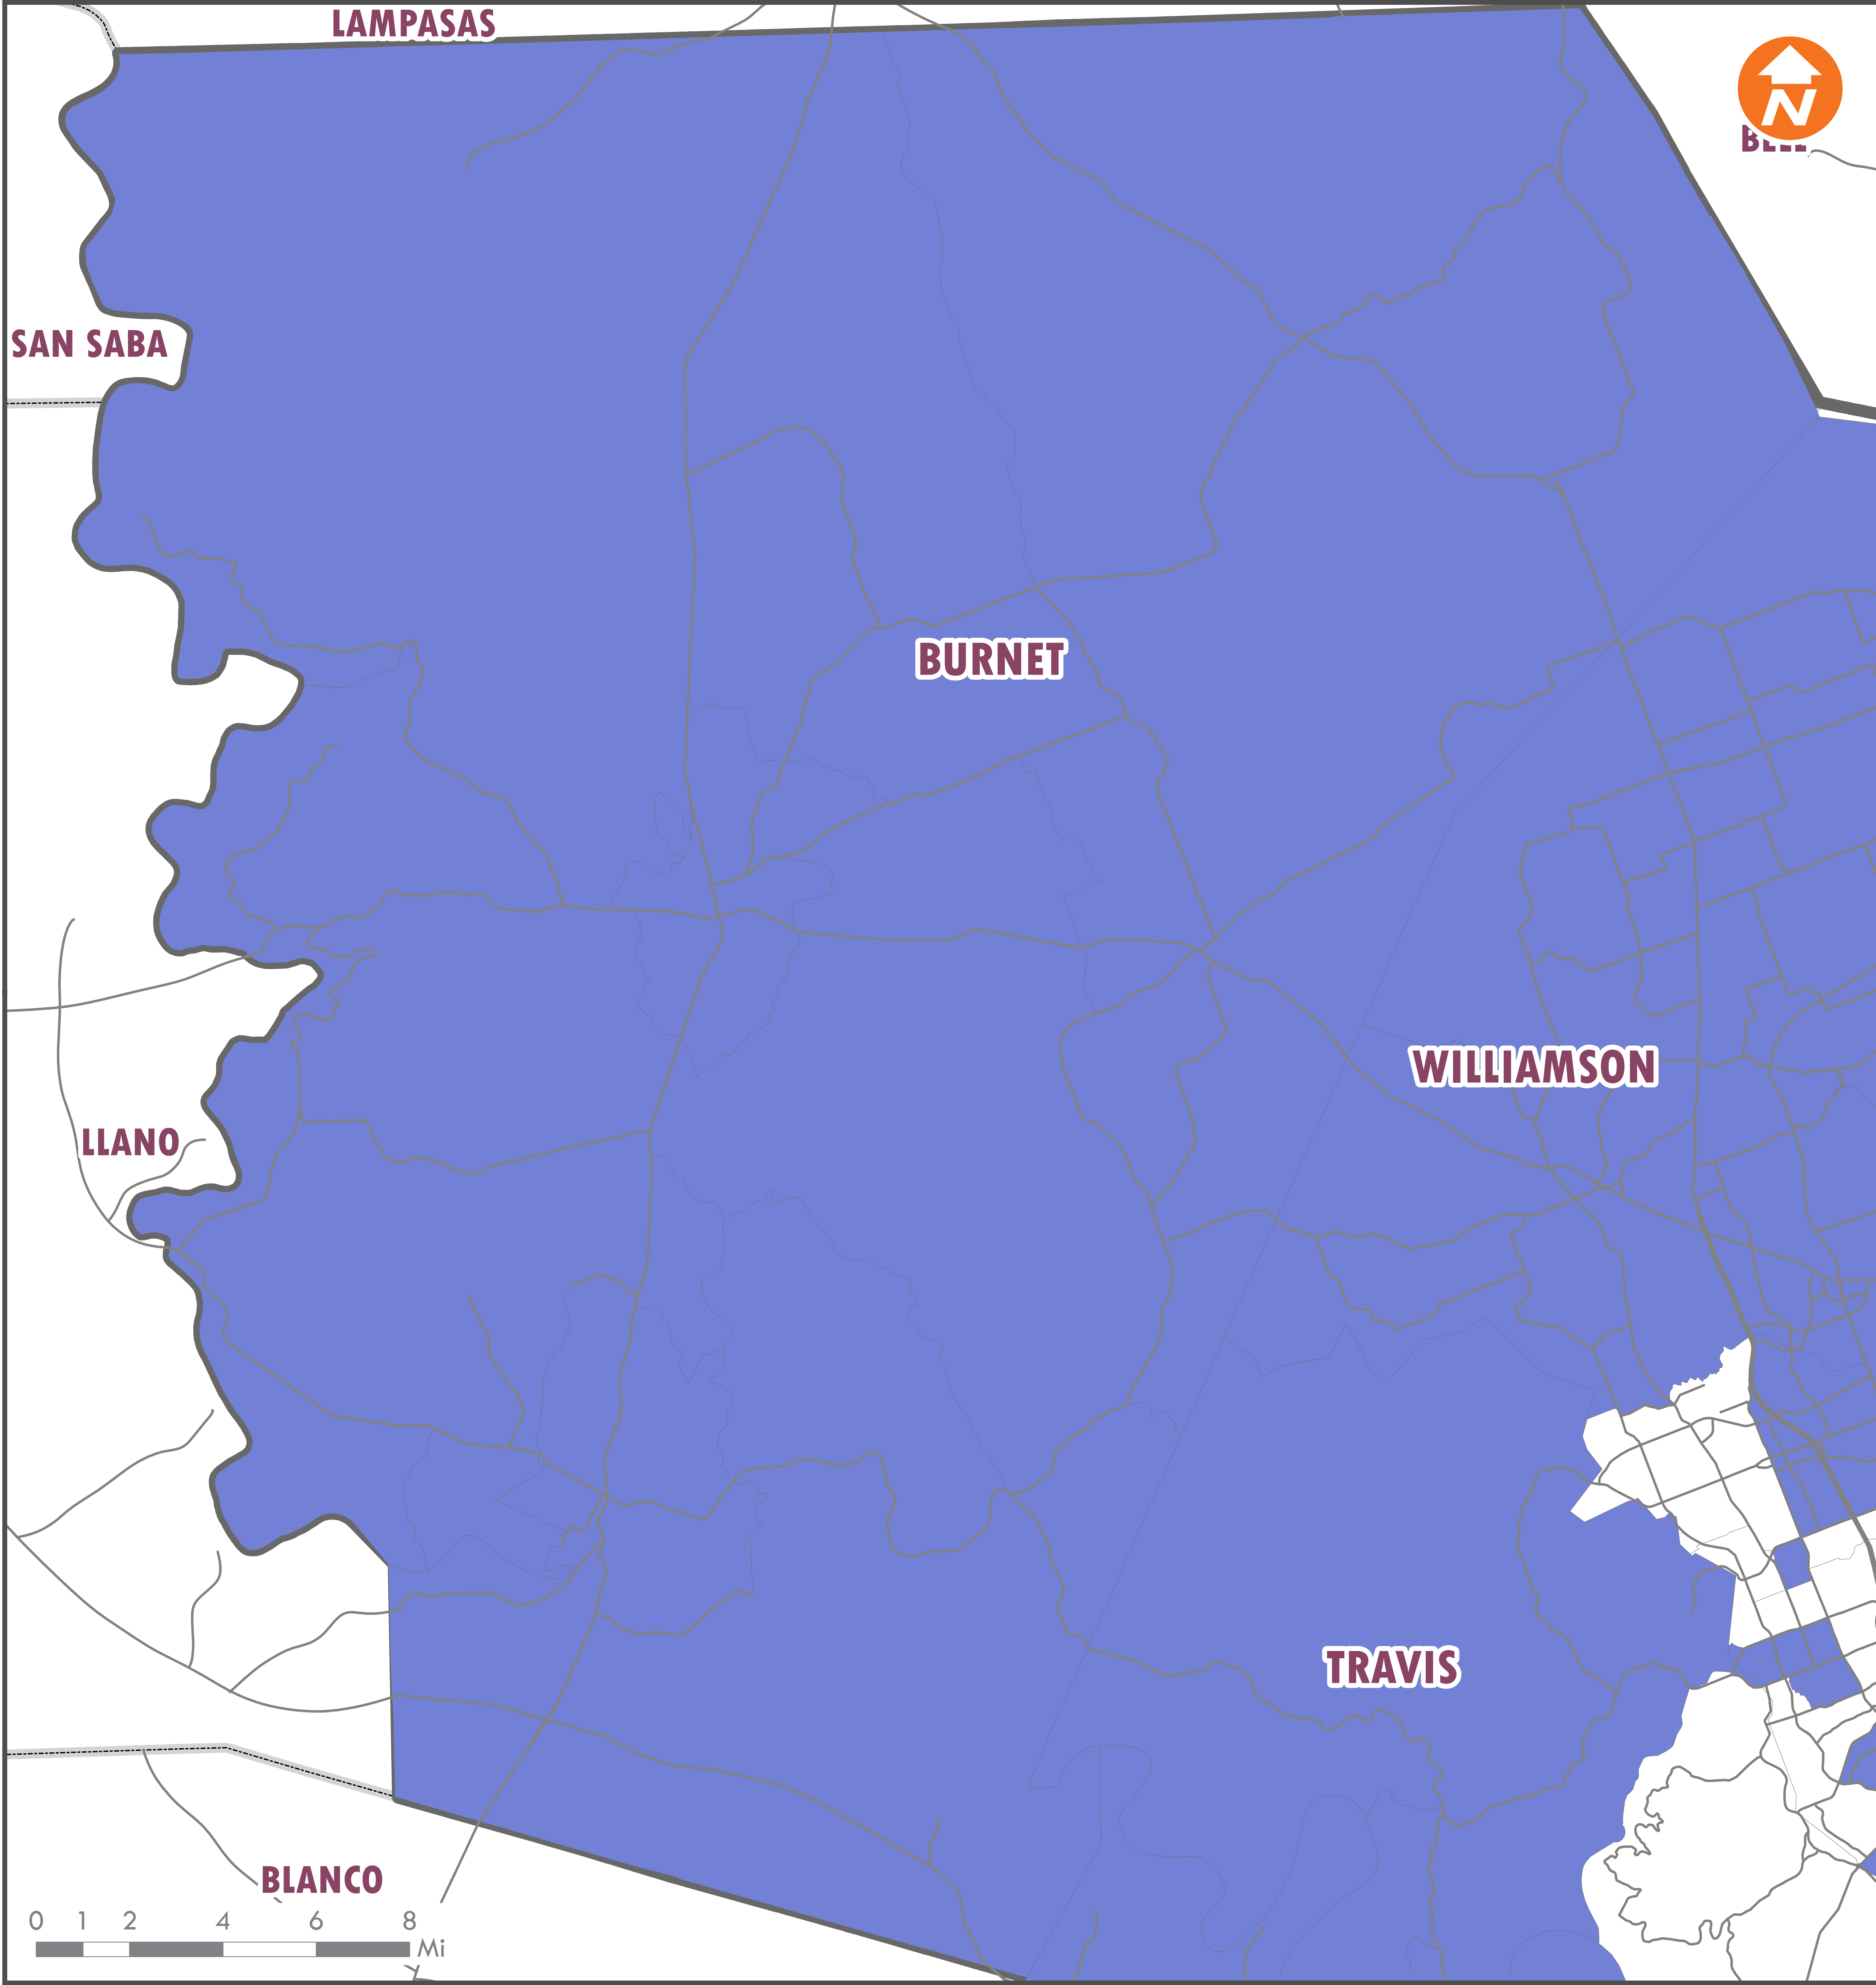 LAMPASAS
N
SAN SABA
BURNET
WILLIAMSON
LLANO
TRAVIS
BLANCO
0 1 2 4 6 8
Mi